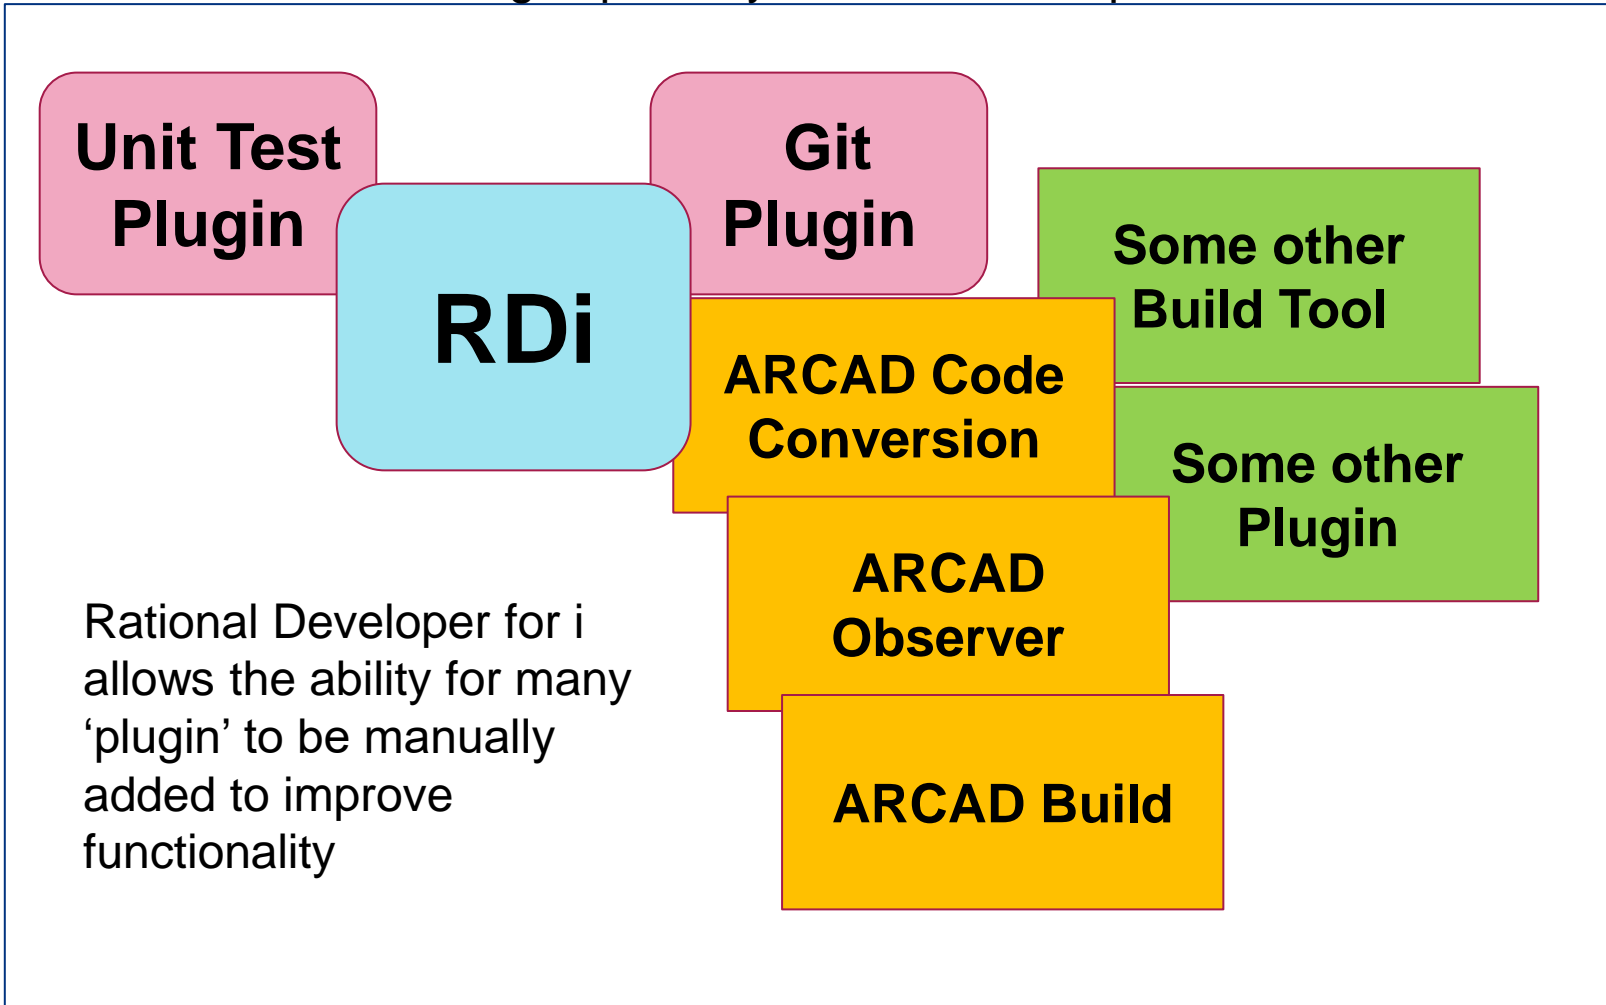 Unit Test
Plugin
Git
Plugin
RDi
Some other
Build Tool
ARCAD Code
Conversion
Some other
Plugin
ARCAD
Observer
ARCAD Build
Rational Developer for i
allows the ability for many
‘plugin’ to be manually
added to improve
functionality